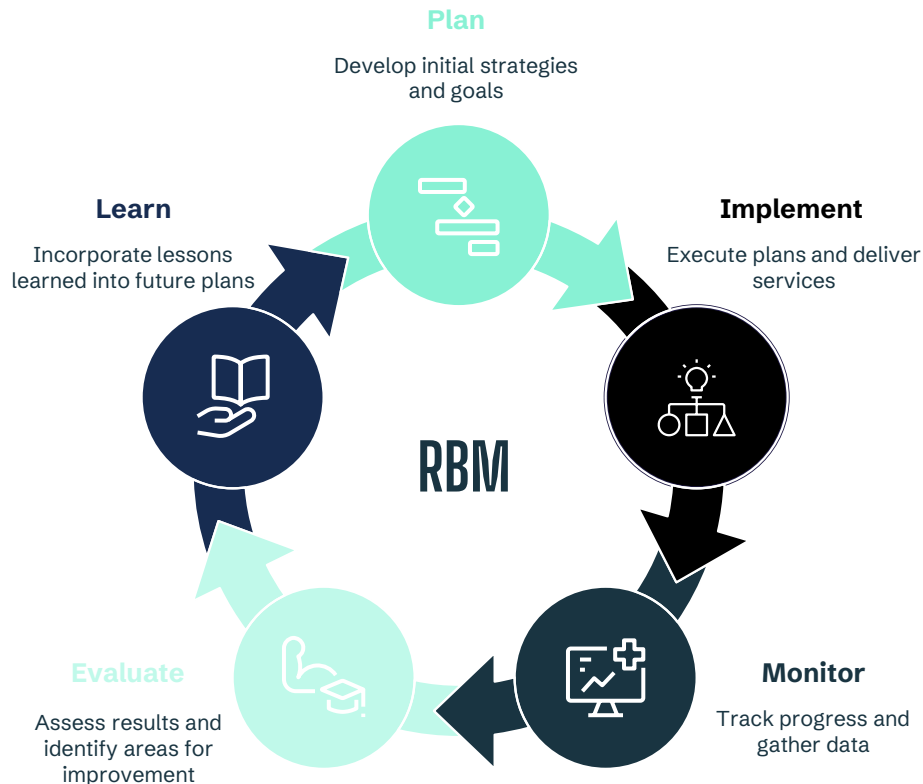 Plan
Develop initial strategies
and goals
Learn
Incorporate lessons
learned into future plans
Implement
Execute plans and deliver
services
RBM
Evaluate
Assess results and
identify areas for
improvement
Monitor
Track progress and
gather data